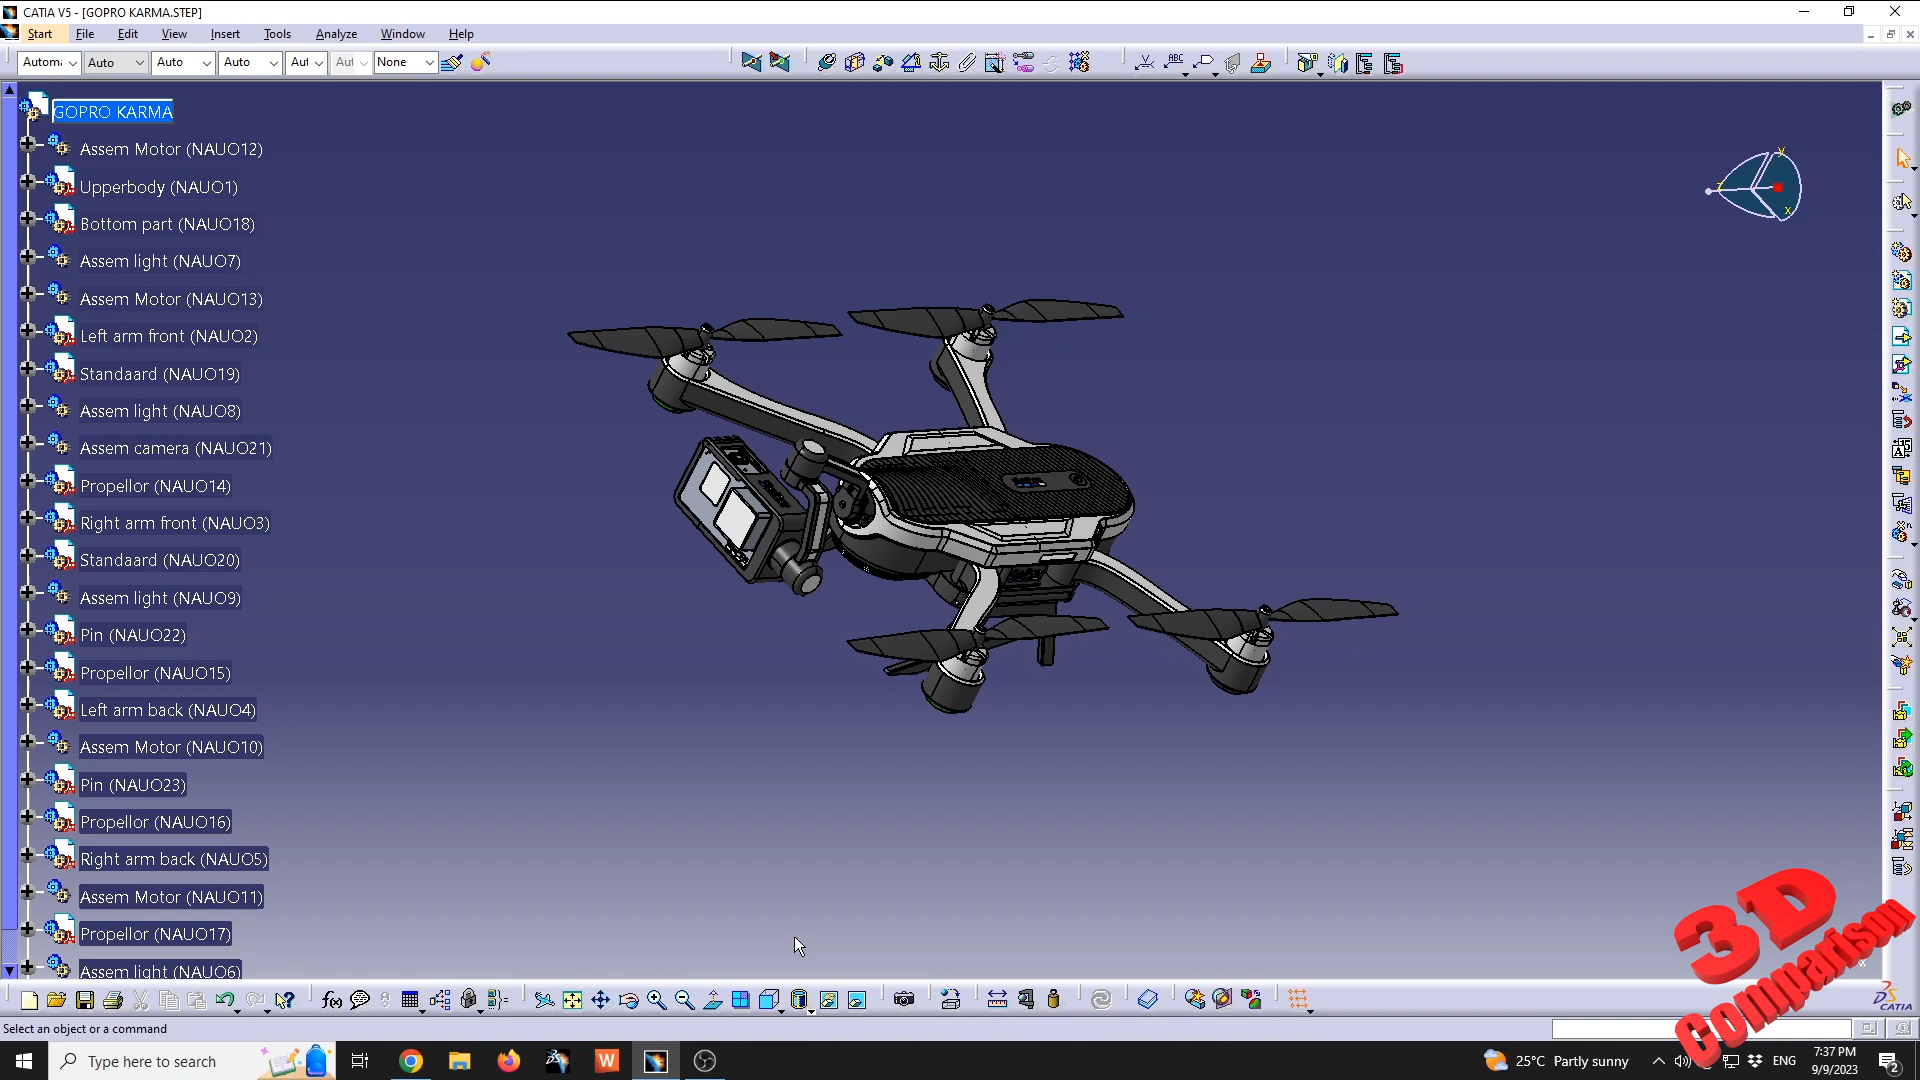 CATIA V5 - [GOPRO KARMA.STEP]
Start File Edit View Insert Tools Analyze Window Help
Auto Auto Auto None
GOPRO KARMA
Assem Motor (NAUO12)
Upperbody (NAUO1)
Bottom part (NAUO18)
Assem light (NAUO7)
Assem Motor (NAUO13)
Left arm front (NAUO2)
Standaard (NAUO19)
Assem light (NAUO8)
Assem camera (NAUO21)
Propellor (NAUO14)
Right arm front (NAUO3)
Standaard (NAUO20)
Assem light (NAUO9)
Pin (NAUO22)
Propellor (NAUO15)
Left arm back (NAUO4)
Assem Motor (NAUO10)
Pin (NAUO23)
Propellor (NAUO16)
Right arm back (NAUO5)
Assem Motor (NAUO11)
Propellor (NAUO17)
Assem light (NAUO6)
y
z
x
3D
Comparison
CATIA
Select an object or a command
Type here to search
25°C Partly sunny
ENG
7:37 PM
9/9/2023
2